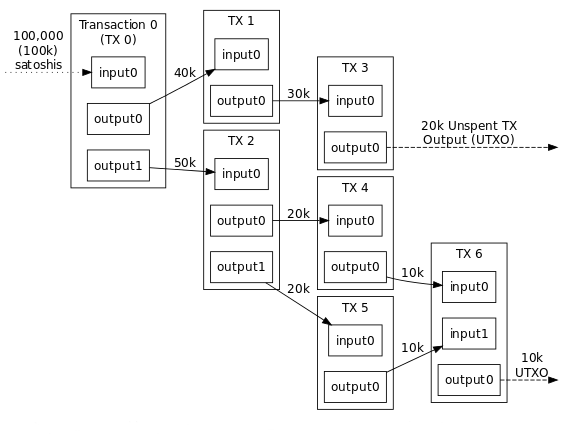 Transaction 0
(TX 0)
100,000
(100k)
satoshis
input0
output0
output1
40k
50k
TX 1
input0
output0
30k
TX 2
input0
output0
output1
20k
20k
TX 3
input0
output0
20k Unspent TX
Output (UTXO)
TX 4
input0
output0
10k
TX 5
input0
output0
10k
TX 6
input0
input1
output0
10k
UTXO